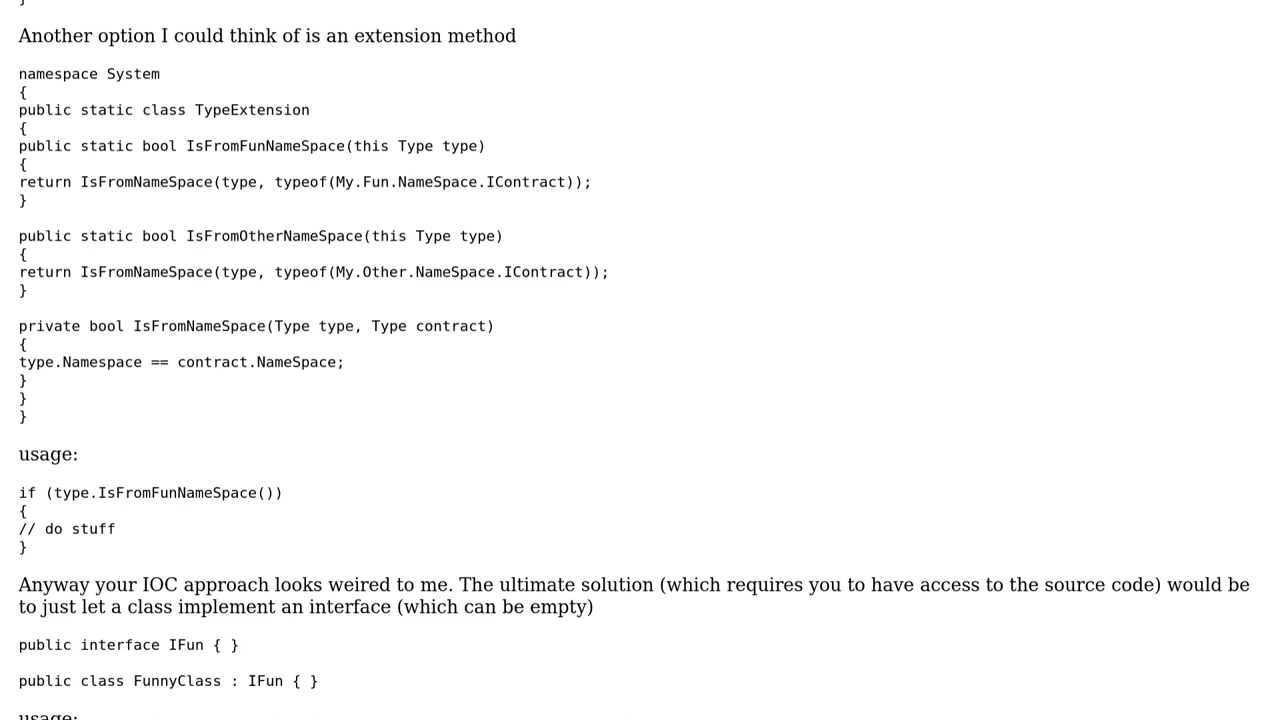 }
Another option I could think of is an extension method
namespace System
{
public static class TypeExtension
{
public static bool IsFromFunNameSpace(this Type type)
{
return IsFromNameSpace(type, typeof(My.Fun.NameSpace.IContract));
}
public static bool IsFromOtherNameSpace(this Type type)
{
return IsFromNameSpace(type, typeof(My.Other.NameSpace.IContract));
}
private bool IsFromNameSpace(Type type, Type contract)
{
type.Namespace == contract.NameSpace;
}
}
}
usage:
if (type.IsFromFunNameSpace())
{
// do stuff
}
Anyway your IOC approach looks weired to me. The ultimate solution (which requires you to have access to the source code) would be
to just let a class implement an interface (which can be empty)
public interface IFun { }
public class FunnyClass : IFun { }
usage: